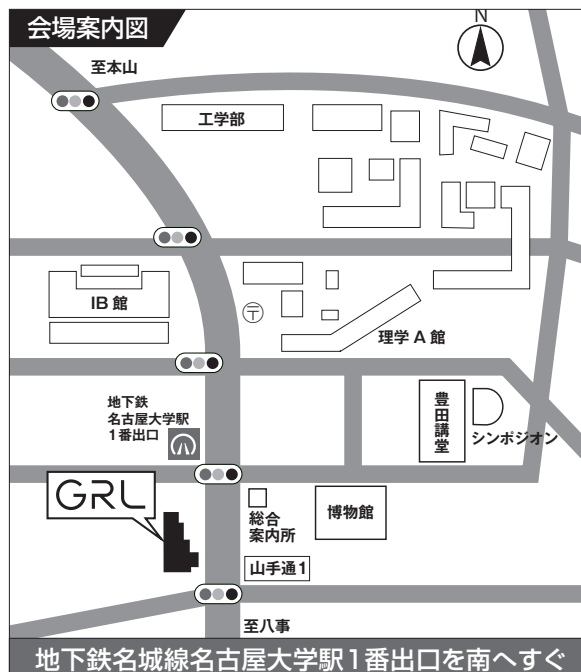 会場案内図
N
至本山
工学部
IB 館
〒
理学 A 館
地下鉄
名古屋大学駅
1番出口
豊田講堂
シンポジオン
GRL
総合
案内所
博物館
山手通1
至八事
地下鉄名城線名古屋大学駅1番出口を南へすぐ